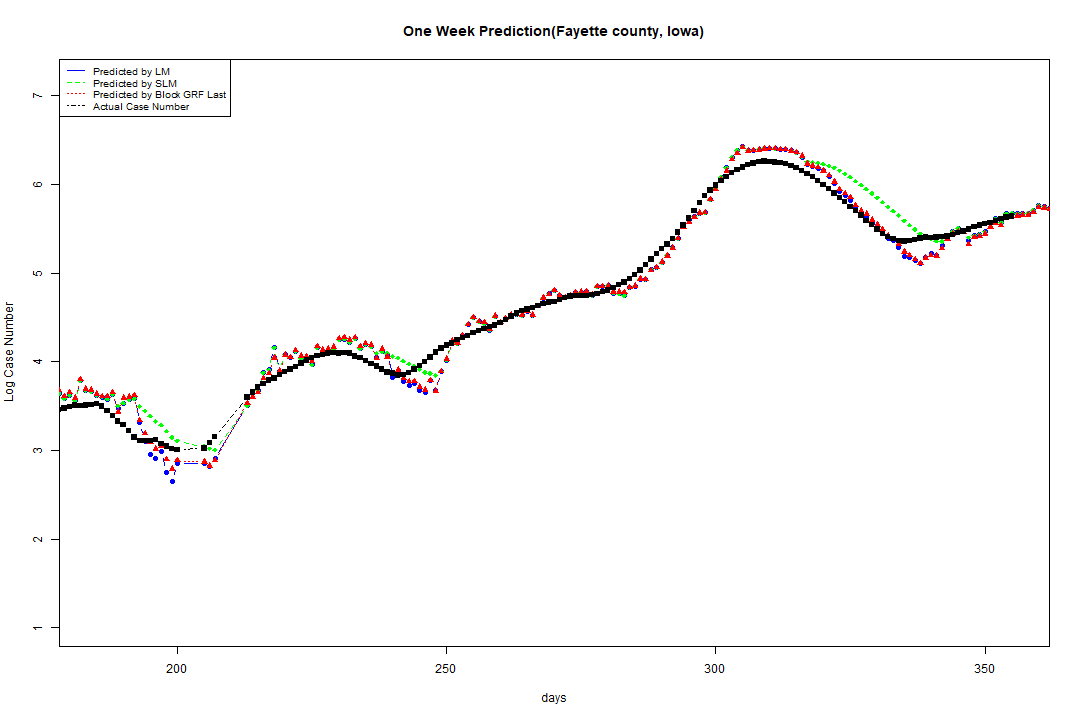 One Week Prediction(Fayette county, Iowa)
Predicted by LM
Predicted by SLM
Predicted by Block GRF Last
Actual Case Number
Log Case Number
7
6
5
4
3
2
1
200
250
300
350
days